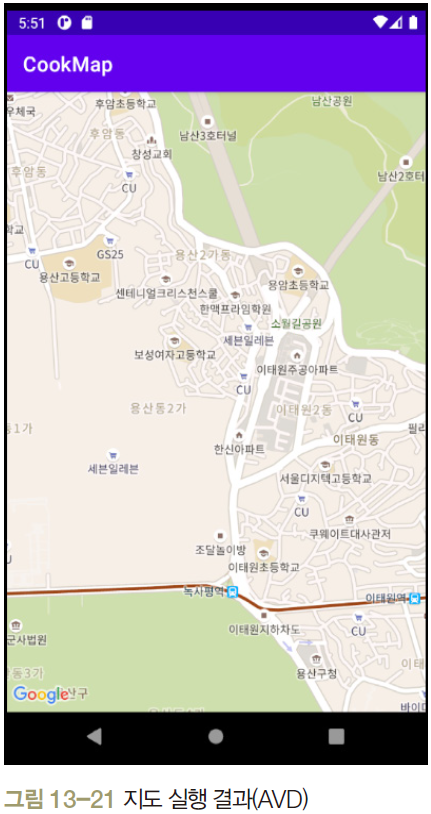 5:51
CookMap
우체국
후암초등학교
남산공원
후암동
남산3호터널
창성교회
남산2호터
후암동
CU
학교
CU
GS25
용산2가동
용산고등학교
용암초등학교
센테니얼크리스천스쿨
한맥프라임학원
소월길공원
세븐일레븐
보성여자고등학교
이태원주공아파트
CU
용산동2가
이태원2동
CU
동1가
필리
이태원동
한신아파트
세븐일레븐
서울디지텍고등학교
CU
쿠웨이트대사관저
조달놀이방
이태원초등학교
녹사평역
이태원역
이태원지하차도
CU
군사법원
용산구청
이태원
동3가
Google
산구
바이더
그림 13-21 지도 실행 결과(AVD)